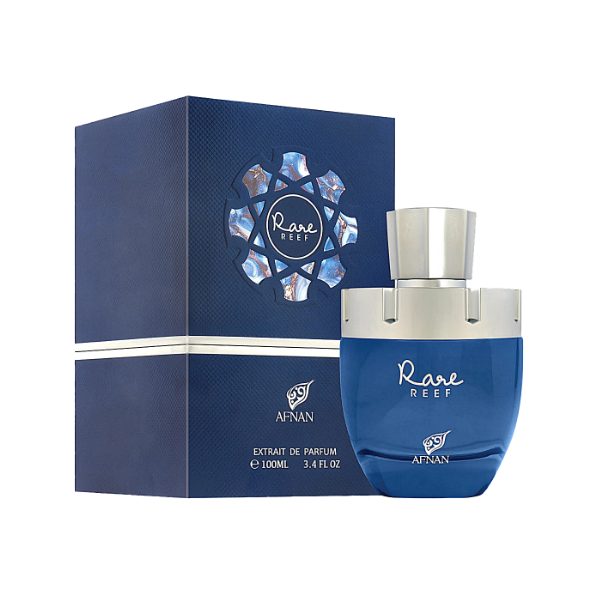 Rare
REEF
AFNAN
EXTRAIT DE PARFUM
℮ 100ML 3.4 FL OZ
Rare
REEF
AFNAN